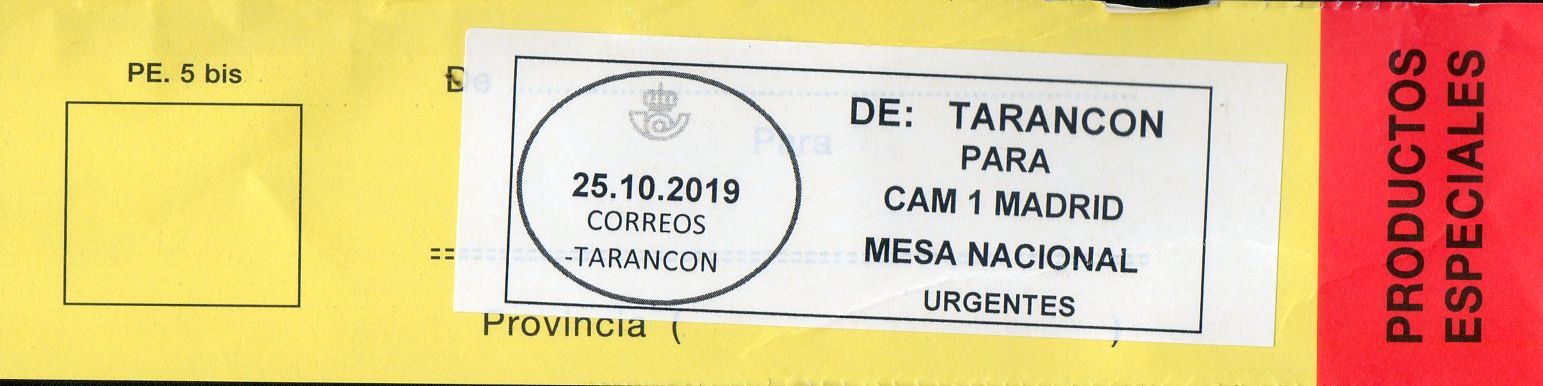 PE. 5 bis
De
Para
25.10.2019
CORREOS
-TARANCON
DE: TARANCON
PARA
CAM 1 MADRID
MESA NACIONAL
URGENTES
Provincia ( )
PRODUCTOS
ESPECIALES